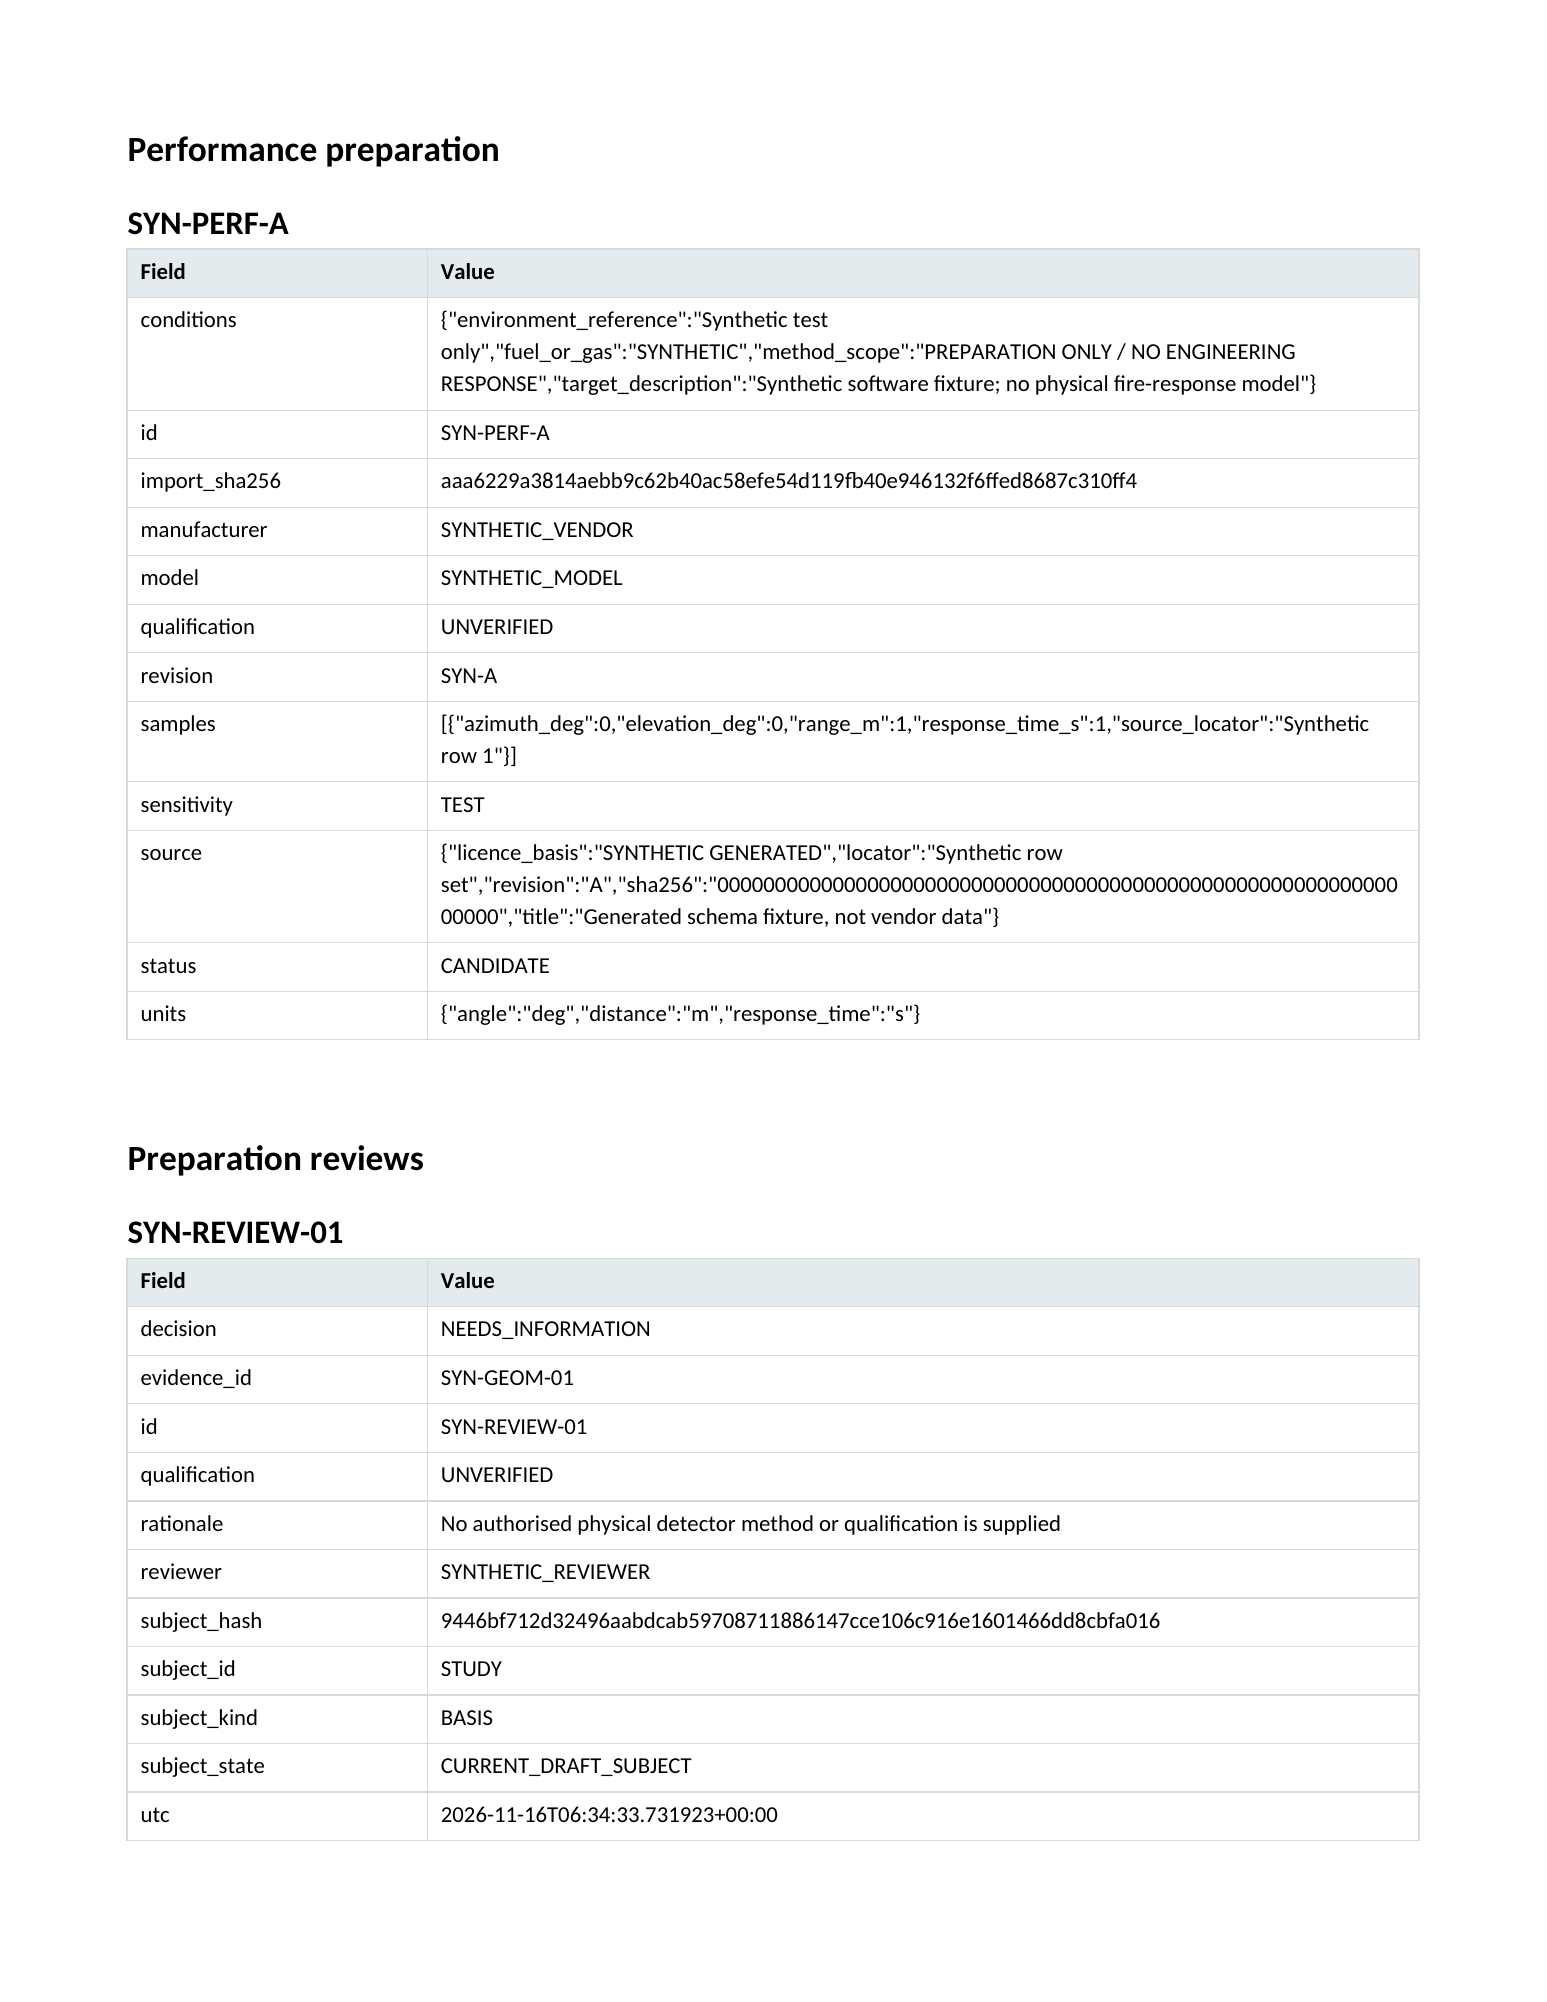 Performance preparation
SYN-PERF-A
Field Value
conditions {"environment_reference":"Synthetic test
only","fuel_or_gas":"SYNTHETIC","method_scope":"PREPARATION ONLY / NO ENGINEERING
RESPONSE","target_description":"Synthetic software fixture; no physical fire-response model"}
id SYN-PERF-A
import_sha256 aaa6229a3814aebb9c62b40ac58efe54d119fb40e946132f6ffed8687c310ff4
manufacturer SYNTHETIC_VENDOR
model SYNTHETIC_MODEL
qualification UNVERIFIED
revision SYN-A
samples [{"azimuth_deg":0,"elevation_deg":0,"range_m":1,"response_time_s":1,"source_locator":"Synthetic
row 1"}]
sensitivity TEST
source {"licence_basis":"SYNTHETIC GENERATED","locator":"Synthetic row
set","revision":"A","sha256":"00000000000000000000000000000000000000000000000000000000000
00000","title":"Generated schema fixture, not vendor data"}
status CANDIDATE
units {"angle":"deg","distance":"m","response_time":"s"}
Preparation reviews
SYN-REVIEW-01
Field Value
decision NEEDS_INFORMATION
evidence_id SYN-GEOM-01
id SYN-REVIEW-01
qualification UNVERIFIED
rationale No authorised physical detector method or qualification is supplied
reviewer SYNTHETIC_REVIEWER
subject_hash 9446bf712d32496aabdcab59708711886147cce106c916e1601466dd8cbfa016
subject_id STUDY
subject_kind BASIS
subject_state CURRENT_DRAFT_SUBJECT
utc 2026-11-16T06:34:33.731923+00:00